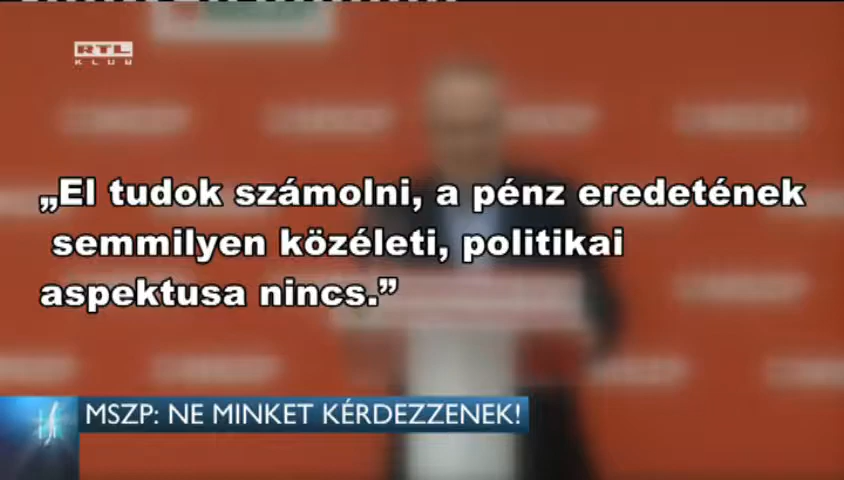 RTL
KLUB
„El tudok számolni, a pénz eredetének
semmilyen közéleti, politikai
aspektusa nincs.”
MSZP: NE MINKET KÉRDEZZENEK!